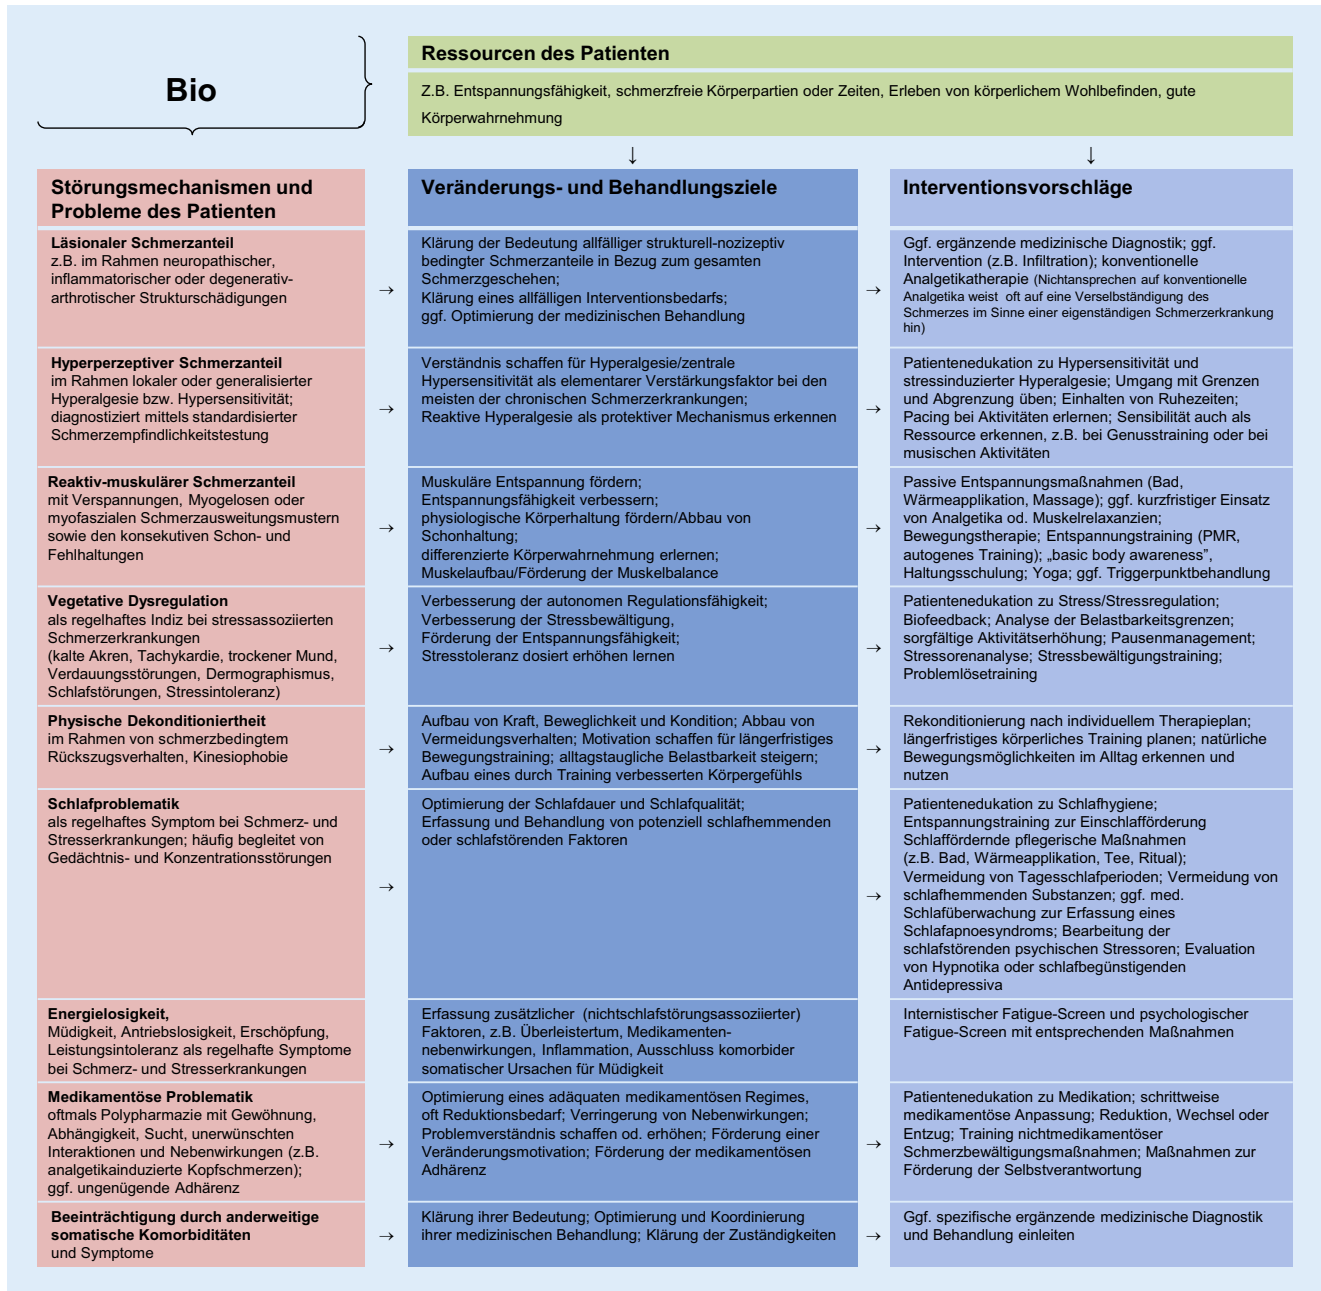 Bio
Ressourcen des Patienten
Z.B. Entspannungsfähigkeit, schmerzfreie Körperpartien oder Zeiten, Erleben von körperlichem Wohlbefinden, gute
Körperwahrnehmung
↓ ↓
Störungsmechanismen und
Probleme des Patienten
Veränderungs- und Behandlungsziele
Interventionsvorschläge
Läsionaler Schmerzanteil
z.B. im Rahmen neuropathischer,
inflammatorischer oder degenerativ-
arthrotischer Strukturschädigungen
→
Klärung der Bedeutung allfälliger strukturell-nozizeptiv
bedingter Schmerzanteile in Bezug zum gesamten
Schmerzgeschehen;
Klärung eines allfälligen Interventionsbedarfs;
ggf. Optimierung der medizinischen Behandlung
→
Ggf. ergänzende medizinische Diagnostik; ggf.
Intervention (z.B. Infiltration); konventionelle
Analgetikatherapie (Nichtansprechen auf konventionelle
Analgetika weist oft auf eine Verselbständigung des
Schmerzes im Sinne einer eigenständigen Schmerzerkrankung
hin)
Hyperperzeptiver Schmerzanteil
im Rahmen lokaler oder generalisierter
Hyperalgesie bzw. Hypersensitivität;
diagnostiziert mittels standardisierter
Schmerzempfindlichkeitstestung
→
Verständnis schaffen für Hyperalgesie/zentrale
Hypersensitivität als elementarer Verstärkungsfaktor bei den
meisten der chronischen Schmerzerkrankungen;
Reaktive Hyperalgesie als protektiver Mechanismus erkennen
→
Patientenedukation zu Hypersensitivität und
stressinduzierter Hyperalgesie; Umgang mit Grenzen
und Abgrenzung üben; Einhalten von Ruhezeiten;
Pacing bei Aktivitäten erlernen; Sensibilität auch als
Ressource erkennen, z.B. bei Genusstraining oder bei
musischen Aktivitäten
Reaktiv-muskulärer Schmerzanteil
mit Verspannungen, Myogelosen oder
myofaszialen Schmerzausweitungsmustern
sowie den konsekutiven Schon- und
Fehlhaltungen
→
Muskuläre Entspannung fördern;
Entspannungsfähigkeit verbessern;
physiologische Körperhaltung fördern/Abbau von
Schonhaltung;
differenzierte Körperwahrnehmung erlernen;
Muskelaufbau/Förderung der Muskelbalance
→
Passive Entspannungsmaßnahmen (Bad,
Wärmeapplikation, Massage); ggf. kurzfristiger Einsatz
von Analgetika od. Muskelrelaxanzien;
Bewegungstherapie; Entspannungstraining (PMR,
autogenes Training); „basic body awareness”,
Haltungsschulung; Yoga; ggf. Triggerpunktbehandlung
Vegetative Dysregulation
als regelhaftes Indiz bei stressassoziierten
Schmerzerkrankungen
(kalte Akren, Tachykardie, trockener Mund,
Verdauungsstörungen, Dermographismus,
Schlafstörungen, Stressintoleranz)
→
Verbesserung der autonomen Regulationsfähigkeit;
Verbesserung der Stressbewältigung,
Förderung der Entspannungsfähigkeit;
Stresstoleranz dosiert erhöhen lernen
→
Patientenedukation zu Stress/Stressregulation;
Biofeedback; Analyse der Belastbarkeitsgrenzen;
sorgfältige Aktivitätserhöhung; Pausenmanagement;
Stressorenanalyse; Stressbewältigungstraining;
Problemlösetraining
Physische Dekonditioniertheit
im Rahmen von schmerzbedingtem
Rückszugsverhalten, Kinesiophobie
→
Aufbau von Kraft, Beweglichkeit und Kondition; Abbau von
Vermeidungsverhalten; Motivation schaffen für längerfristiges
Bewegungstraining; alltagstaugliche Belastbarkeit steigern;
Aufbau eines durch Training verbesserten Körpergefühls
→
Rekonditionierung nach individuellem Therapieplan;
längerfristiges körperliches Training planen; natürliche
Bewegungsmöglichkeiten im Alltag erkennen und
nutzen
Schlafproblematik
als regelhaftes Symptom bei Schmerz- und
Stresserkrankungen; häufig begleitet von
Gedächtnis- und Konzentrationsstörungen
→
Optimierung der Schlafdauer und Schlafqualität;
Erfassung und Behandlung von potenziell schlafhemmenden
oder schlafstörenden Faktoren
→
Patientenedukation zu Schlafhygiene;
Entspannungstraining zur Einschlafförderung
Schlaffördernde pflegerische Maßnahmen
(z.B. Bad, Wärmeapplikation, Tee, Ritual);
Vermeidung von Tagesschlafperioden; Vermeidung von
schlafhemmenden Substanzen; ggf. med.
Schlafüberwachung zur Erfassung eines
Schlafapnoesyndroms; Bearbeitung der
schlafstörenden psychischen Stressoren; Evaluation
von Hypnotika oder schlafbegünstigenden
Antidepressiva
Energielosigkeit,
Müdigkeit, Antriebslosigkeit, Erschöpfung,
Leistungsintoleranz als regelhafte Symptome
bei Schmerz- und Stresserkrankungen
→
Erfassung zusätzlicher (nichtschlafstörungsassoziierter)
Faktoren, z.B. Überleistertum, Medikamenten-
nebenwirkungen, Inflammation, Ausschluss komorbider
somatischer Ursachen für Müdigkeit
→
Internistischer Fatigue-Screen und psychologischer
Fatigue-Screen mit entsprechenden Maßnahmen
Medikamentöse Problematik
oftmals Polypharmazie mit Gewöhnung,
Abhängigkeit, Sucht, unerwünschten
Interaktionen und Nebenwirkungen (z.B.
analgetikainduzierte Kopfschmerzen);
ggf. ungenügende Adhärenz
→
Optimierung eines adäquaten medikamentösen Regimes,
oft Reduktionsbedarf; Verringerung von Nebenwirkungen;
Problemverständnis schaffen od. erhöhen; Förderung einer
Veränderungsmotivation; Förderung der medikamentösen
Adhärenz
→
Patientenedukation zu Medikation; schrittweise
medikamentöse Anpassung; Reduktion, Wechsel oder
Entzug; Training nichtmedikamentöser
Schmerzbewältigungsmaßnahmen; Maßnahmen zur
Förderung der Selbstverantwortung
Beeinträchtigung durch anderweitige
somatische Komorbiditäten
und Symptome
→
Klärung ihrer Bedeutung; Optimierung und Koordinierung
ihrer medizinischen Behandlung; Klärung der Zuständigkeiten
→
Ggf. spezifische ergänzende medizinische Diagnostik
und Behandlung einleiten